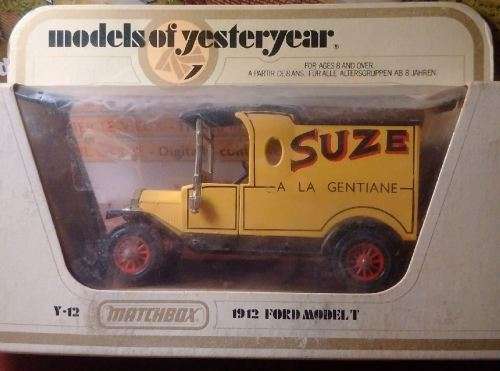 models of yesteryear®
FOR AGES 8 AND OVER.
A PARTIR DE 8 ANS. FÜR ALLE ALTERSGRUPPEN AB 8 JAHREN.
SUZE
A LA GENTIANE
Y-12 MATCHBOX 1912 FORD MODEL T